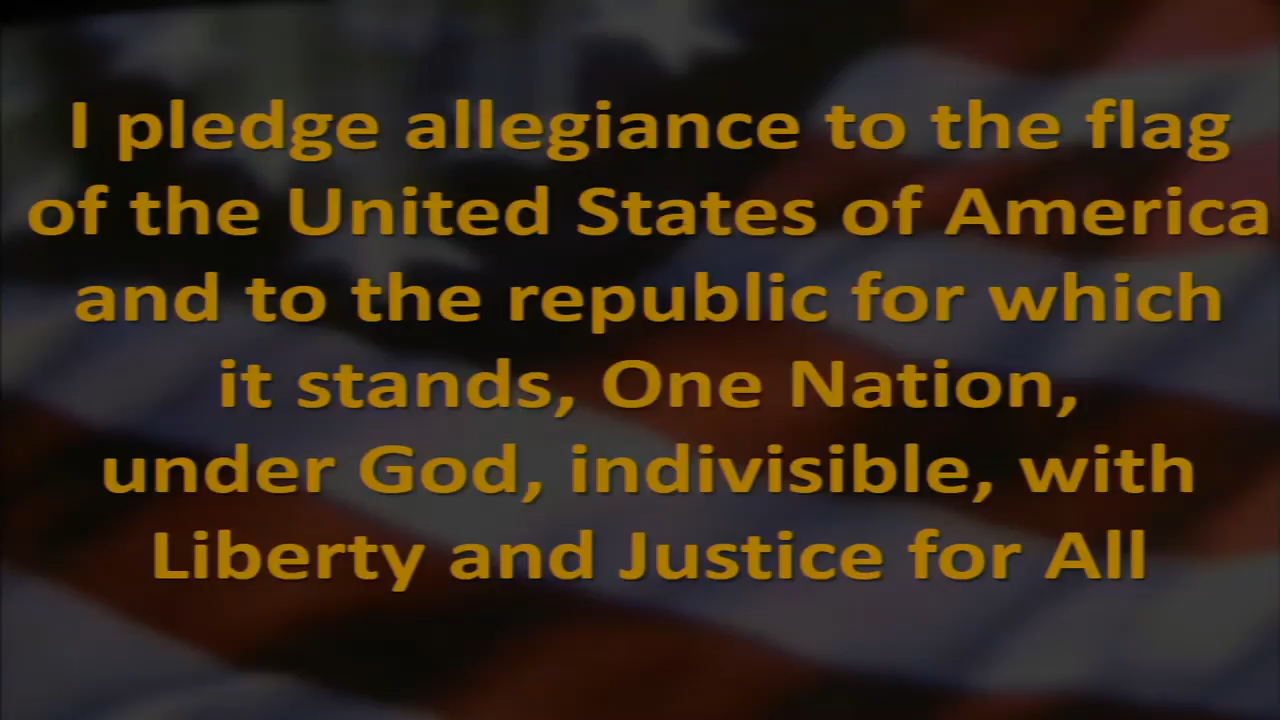 I pledge allegiance to the flag
of the United States of America
and to the republic for which
it stands, One Nation,
under God, indivisible, with
Liberty and Justice for All